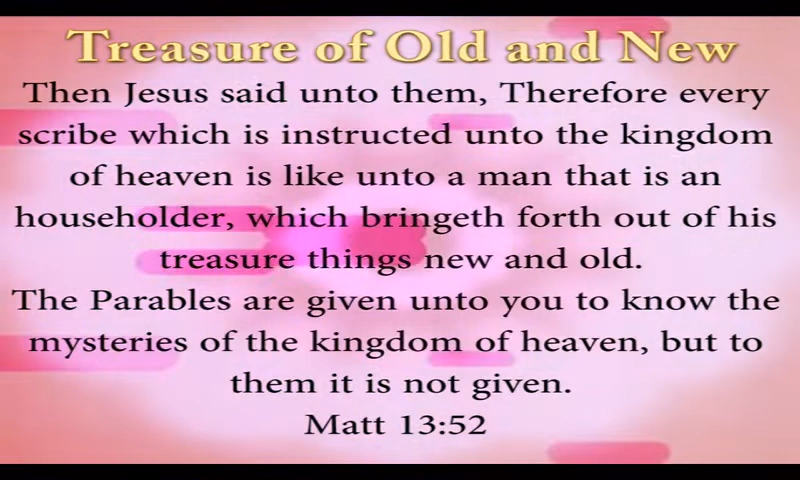 Treasure of Old and New
Then Jesus said unto them, Therefore every
scribe which is instructed unto the kingdom
of heaven is like unto a man that is an
householder, which bringeth forth out of his
treasure things new and old.
The Parables are given unto you to know the
mysteries of the kingdom of heaven, but to
them it is not given.
Matt 13:52